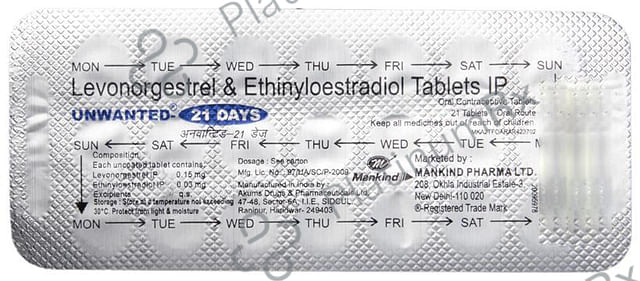 MON → TUE → WED → THU → FRI → SAT → SUN
Levonorgestrel & Ethinyloestradiol Tablets IP
UNWANTED® 21 DAYS
Oral Contraceptive Tablets
21 Tablets Oral Route
अनवान्टिड-21 डेज़
Keep all medicines out of reach of children.
SUN SAT ← FRI ← THU ← WED ← TUE ←
Composition:
Each uncoated tablet contains:
Levonorgestrel IP 0.15 mg
Ethinyloestradiol IP 0.03 mg
Excipients q.s.
Storage : Store at a temperature not exceeding
30°C. Protect from light & moisture
Dosage : See carton
Mfg. Lic. No.:
Manufactured in India by :
Akums Drugs & Pharmaceuticals Ltd.
47-48, Sector-6A, I.I.E., SIDCUL
Ranipur, Haridwar- 249403
Mankind
Marketed by :
MANKIND PHARMA LTD.
208, Okhla Industrial Estate-3
New Delhi-110 020
®-Registered Trade Mark
MON → TUE → WED → THU → FRI → SAT →